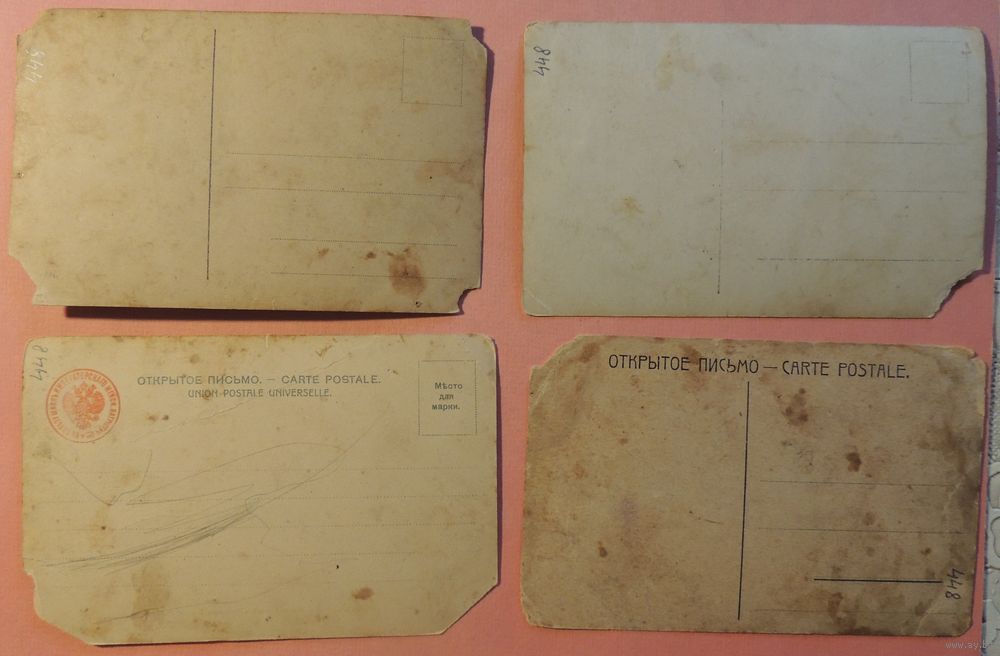 448
448
448
ОТКРЫТОЕ ПИСЬМО. — CARTE POSTALE.
UNION POSTALE UNIVERSELLE.
Мѣсто
для
марки.
ОТКРЫТОЕ ПИСЬМО — CARTE POSTALE.
448